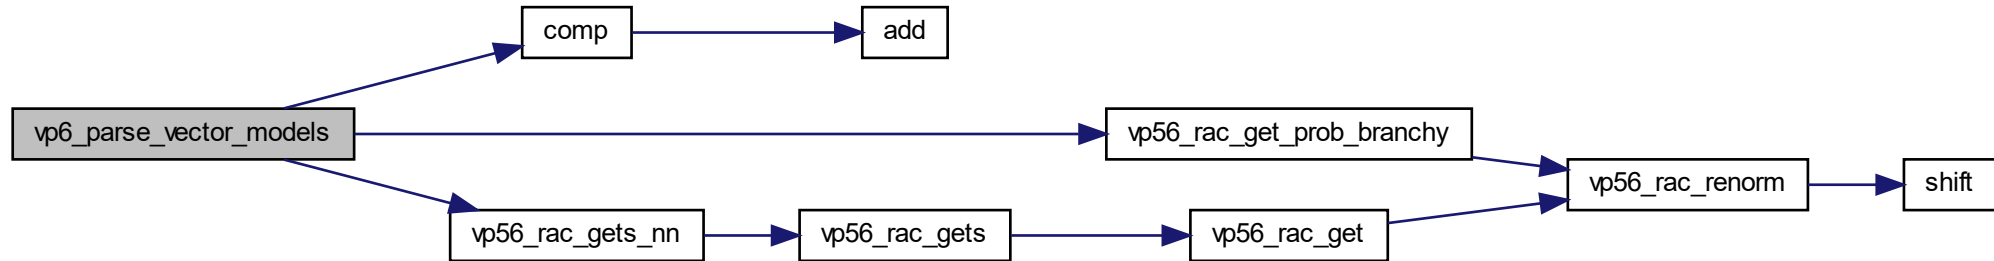 comp
add
vp6_parse_vector_models
vp56_rac_get_prob_branchy
vp56_rac_renorm
shift
vp56_rac_gets_nn
vp56_rac_gets
vp56_rac_get